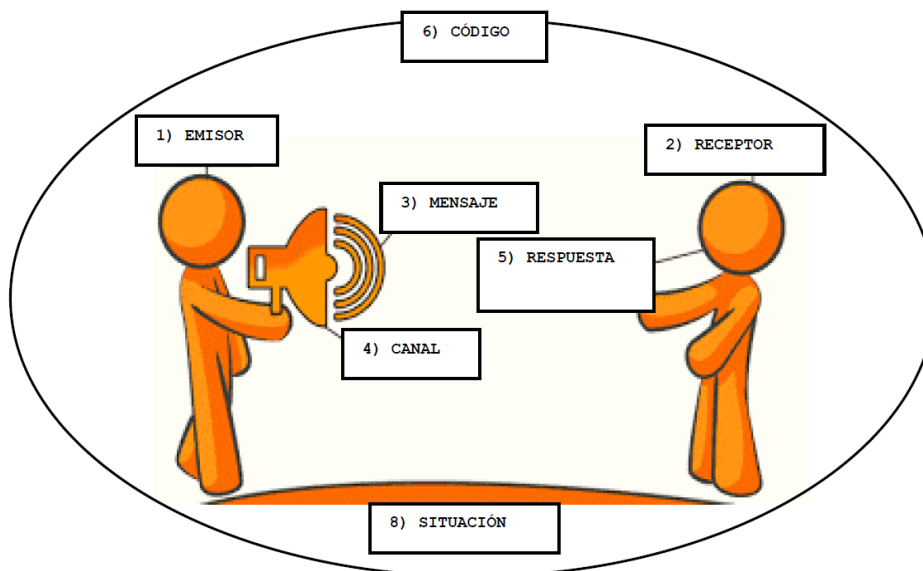 6) CÓDIGO
1) EMISOR
2) RECEPTOR
3) MENSAJE
5) RESPUESTA
4) CANAL
8) SITUACIÓN